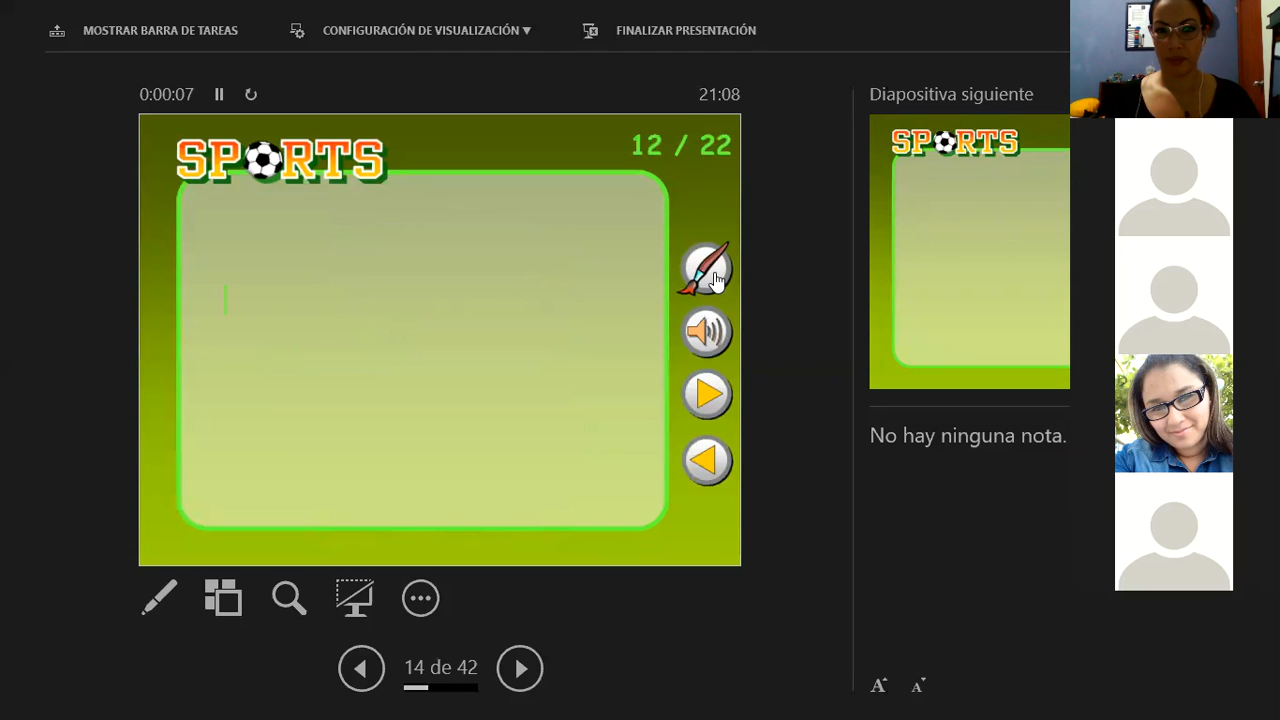 MOSTRAR BARRA DE TAREAS
CONFIGURACIÓN DE VISUALIZACIÓN ▼
FINALIZAR PRESENTACIÓN
0:00:07
21:08
Diapositiva siguiente
SPORTS
12 / 22
SPORTS
No hay ninguna nota.
14 de 42
A A